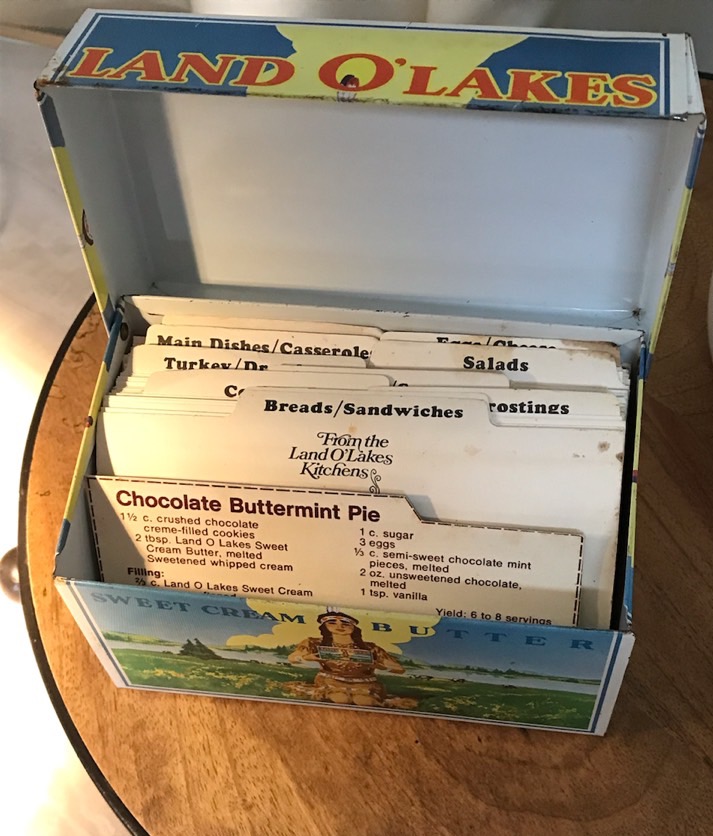 LAND O'LAKES
Main Dishes/Casserole
Eggs/Cheese
Turkey/
Salads
Breads/Sandwiches
rostings
From the
Land O'Lakes
Kitchens
Chocolate Buttermint Pie
1½ c. crushed chocolate
creme-filled cookies
2 tbsp. Land O Lakes Sweet
Cream Butter, melted
Sweetened whipped cream
Filling:
⅔ c. Land O Lakes Sweet Cream
1 c. sugar
3 eggs
⅓ c. semi-sweet chocolate mint
pieces, melted
2 oz. unsweetened chocolate,
melted
1 tsp. vanilla
Yield: 6 to 8 servings
SWEET CREAM BUTTER